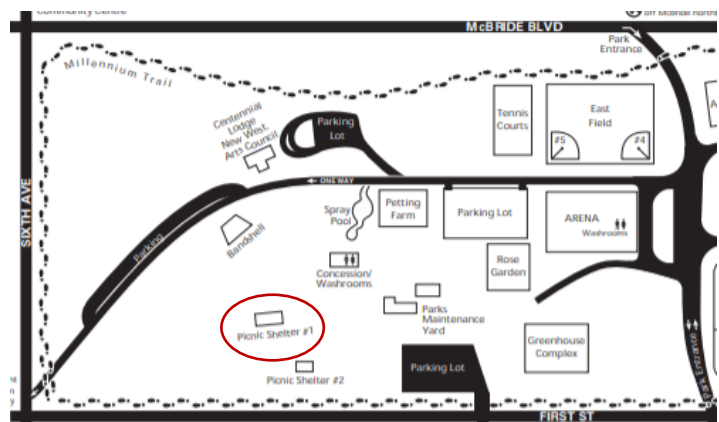 Community Centre
off McBride north
McBRIDE BLVD
Park
Entrance
Millennium Trail
Centennial
Lodge
New West
Arts Council
Parking
Lot
Tennis
Courts
East
Field
#5
#4
A
ONE WAY
SIXTH AVE
Parking
Bandshell
Spray
Pool
Petting
Farm
Parking Lot
ARENA
Washrooms
Rose
Garden
Concession/
Washrooms
Parks
Maintenance
Yard
Picnic Shelter #1
Greenhouse
Complex
Park Entrance
Parking Lot
Picnic Shelter #2
FIRST ST